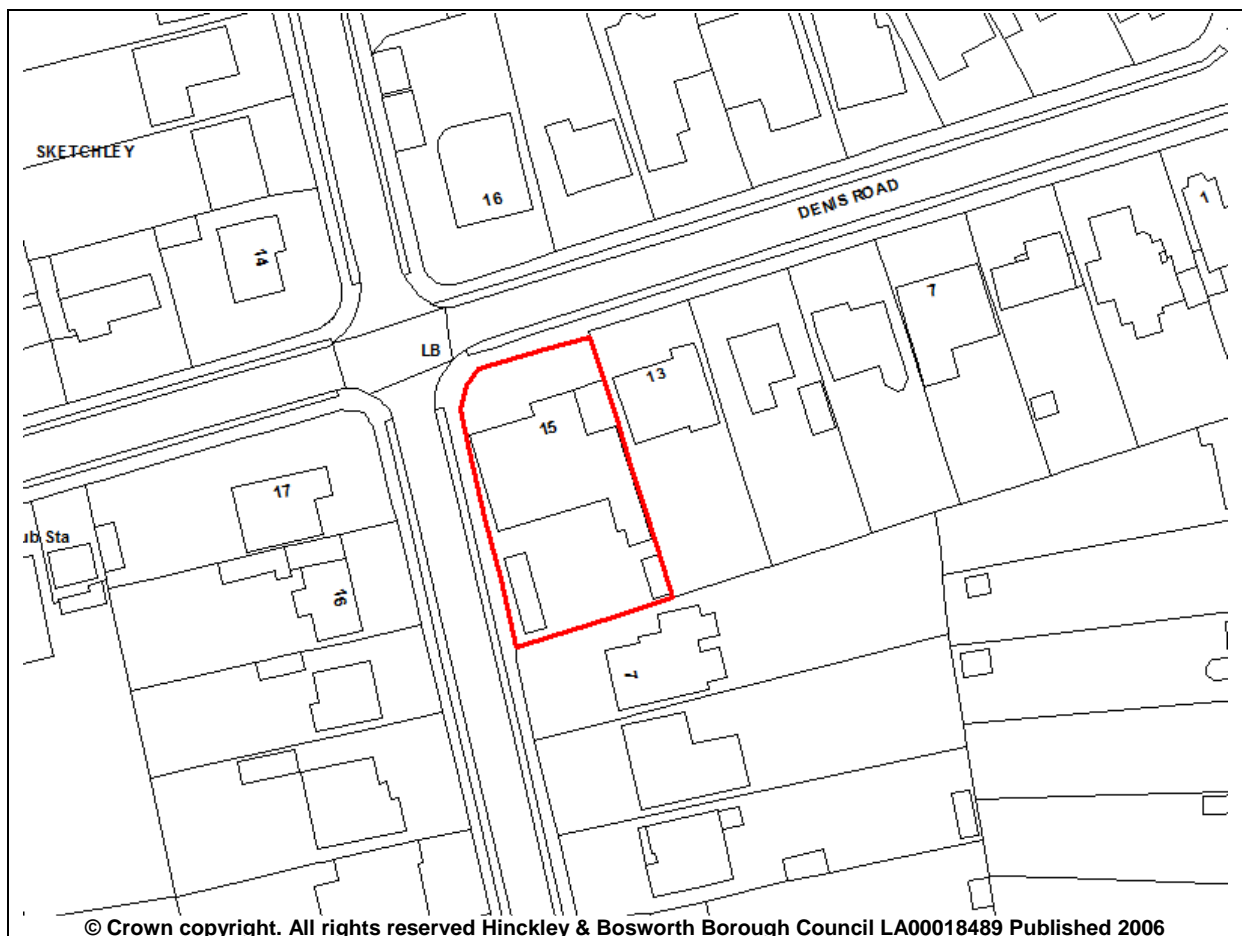 SKETCHLEY
16
DENIS ROAD
1
14
7
LB
13
15
17
ub Sta
16
7
© Crown copyright. All rights reserved Hinckley & Bosworth Borough Council LA00018489 Published 2006